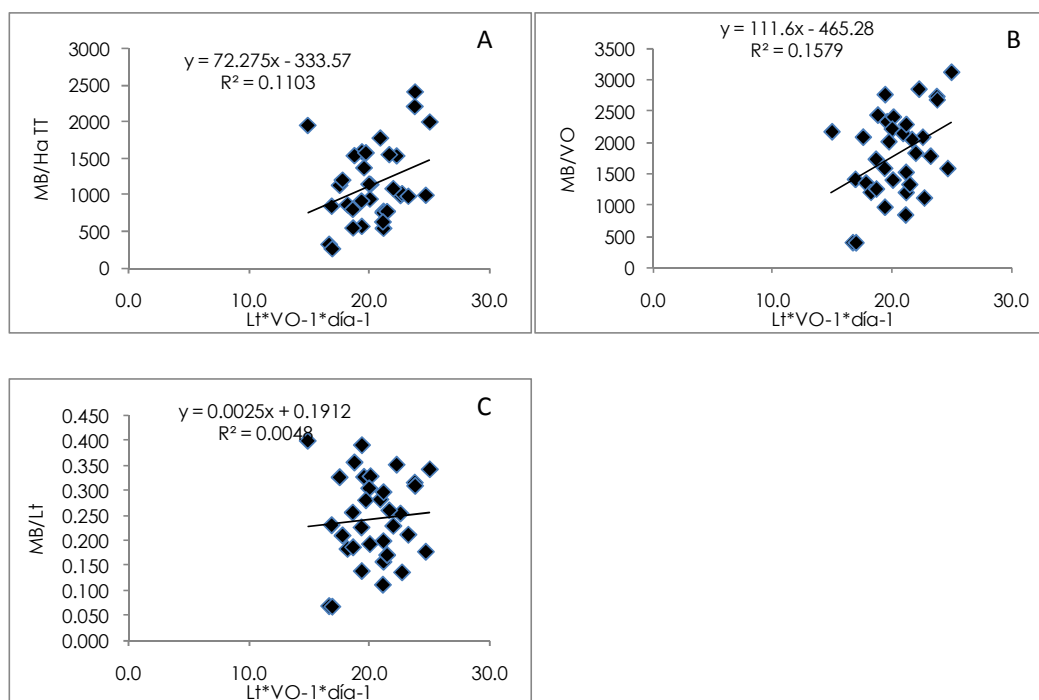 A
y = 72.275x - 333.57
R² = 0.1103
3000
2500
2000
1500
1000
500
0
MB/Ha TT
0.0 10.0 20.0 30.0
Lt*VO-1*día-1
B
y = 111.6x - 465.28
R² = 0.1579
3500
3000
2500
2000
1500
1000
500
0
MB/VO
0.0 10.0 20.0 30.0
Lt*VO-1*día-1
C
y = 0.0025x + 0.1912
R² = 0.0048
0.450
0.400
0.350
0.300
0.250
0.200
0.150
0.100
0.050
0.000
MB/Lt
0.0 10.0 20.0 30.0
Lt*VO-1*día-1